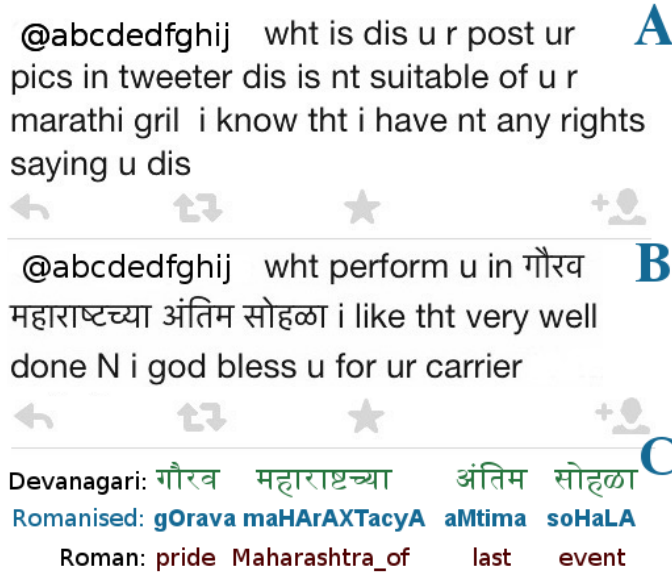 @abcdedfghij wht is dis u r post ur A
pics in tweeter dis is nt suitable of u r
marathi gril i know tht i have nt any rights
saying u dis
@abcdedfghij wht perform u in गौरव B
महाराष्टच्या अंतिम सोहळा i like tht very well
done N i god bless u for ur carrier
C
Devanagari: गौरव महाराष्टच्या अंतिम सोहळा
Romanised: gOrava maHArAXTacyA aMtima soHaLA
Roman: pride Maharashtra_of last event